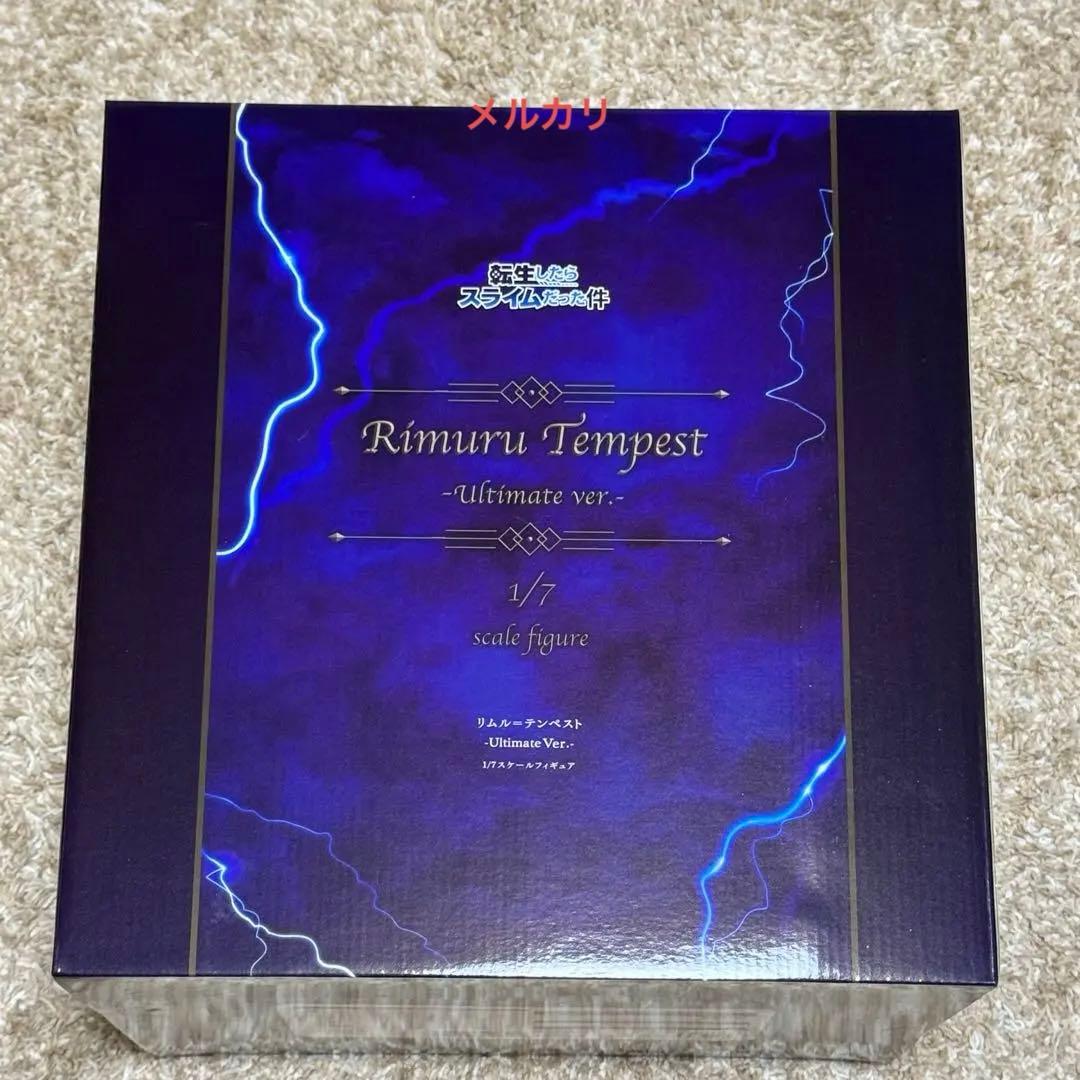 メルカリ
転生したら
スライムだった件
Rimuru Tempest
-Ultimate ver.-
1/7
scale figure
リムル=テンペスト
-Ultimate Ver.-
1/7スケールフィギュア